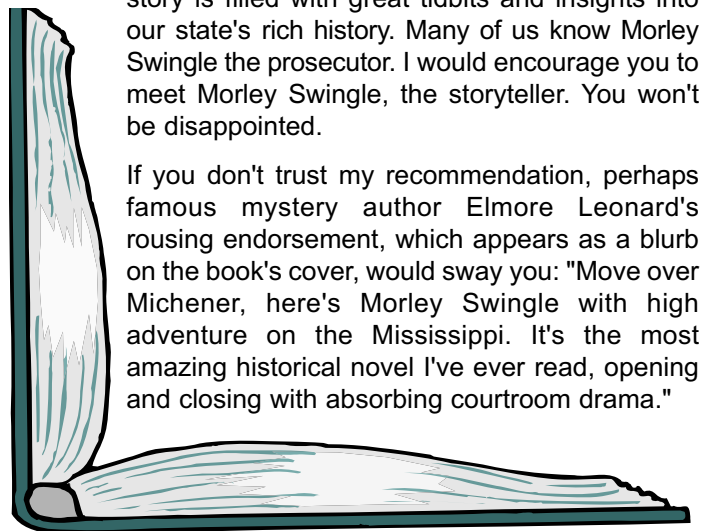 story is filled with great tidbits and insights into
our state's rich history. Many of us know Morley
Swingle the prosecutor. I would encourage you to
meet Morley Swingle, the storyteller. You won't
be disappointed.
If you don't trust my recommendation, perhaps
famous mystery author Elmore Leonard's
rousing endorsement, which appears as a blurb
on the book's cover, would sway you: "Move over
Michener, here's Morley Swingle with high
adventure on the Mississippi. It's the most
amazing historical novel I've ever read, opening
and closing with absorbing courtroom drama."